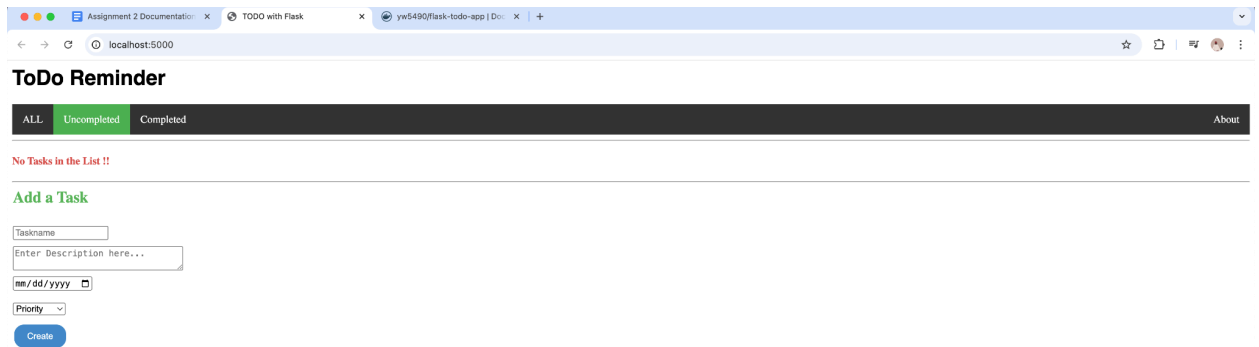 Assignment 2 Documentation TODO with Flask yw5490/flask-todo-app | Doc
localhost:5000
ToDo Reminder
ALL Uncompleted Completed About
No Tasks in the List !!
Add a Task
Taskname
Enter Description here...
mm/dd/yyyy
Priority
Create